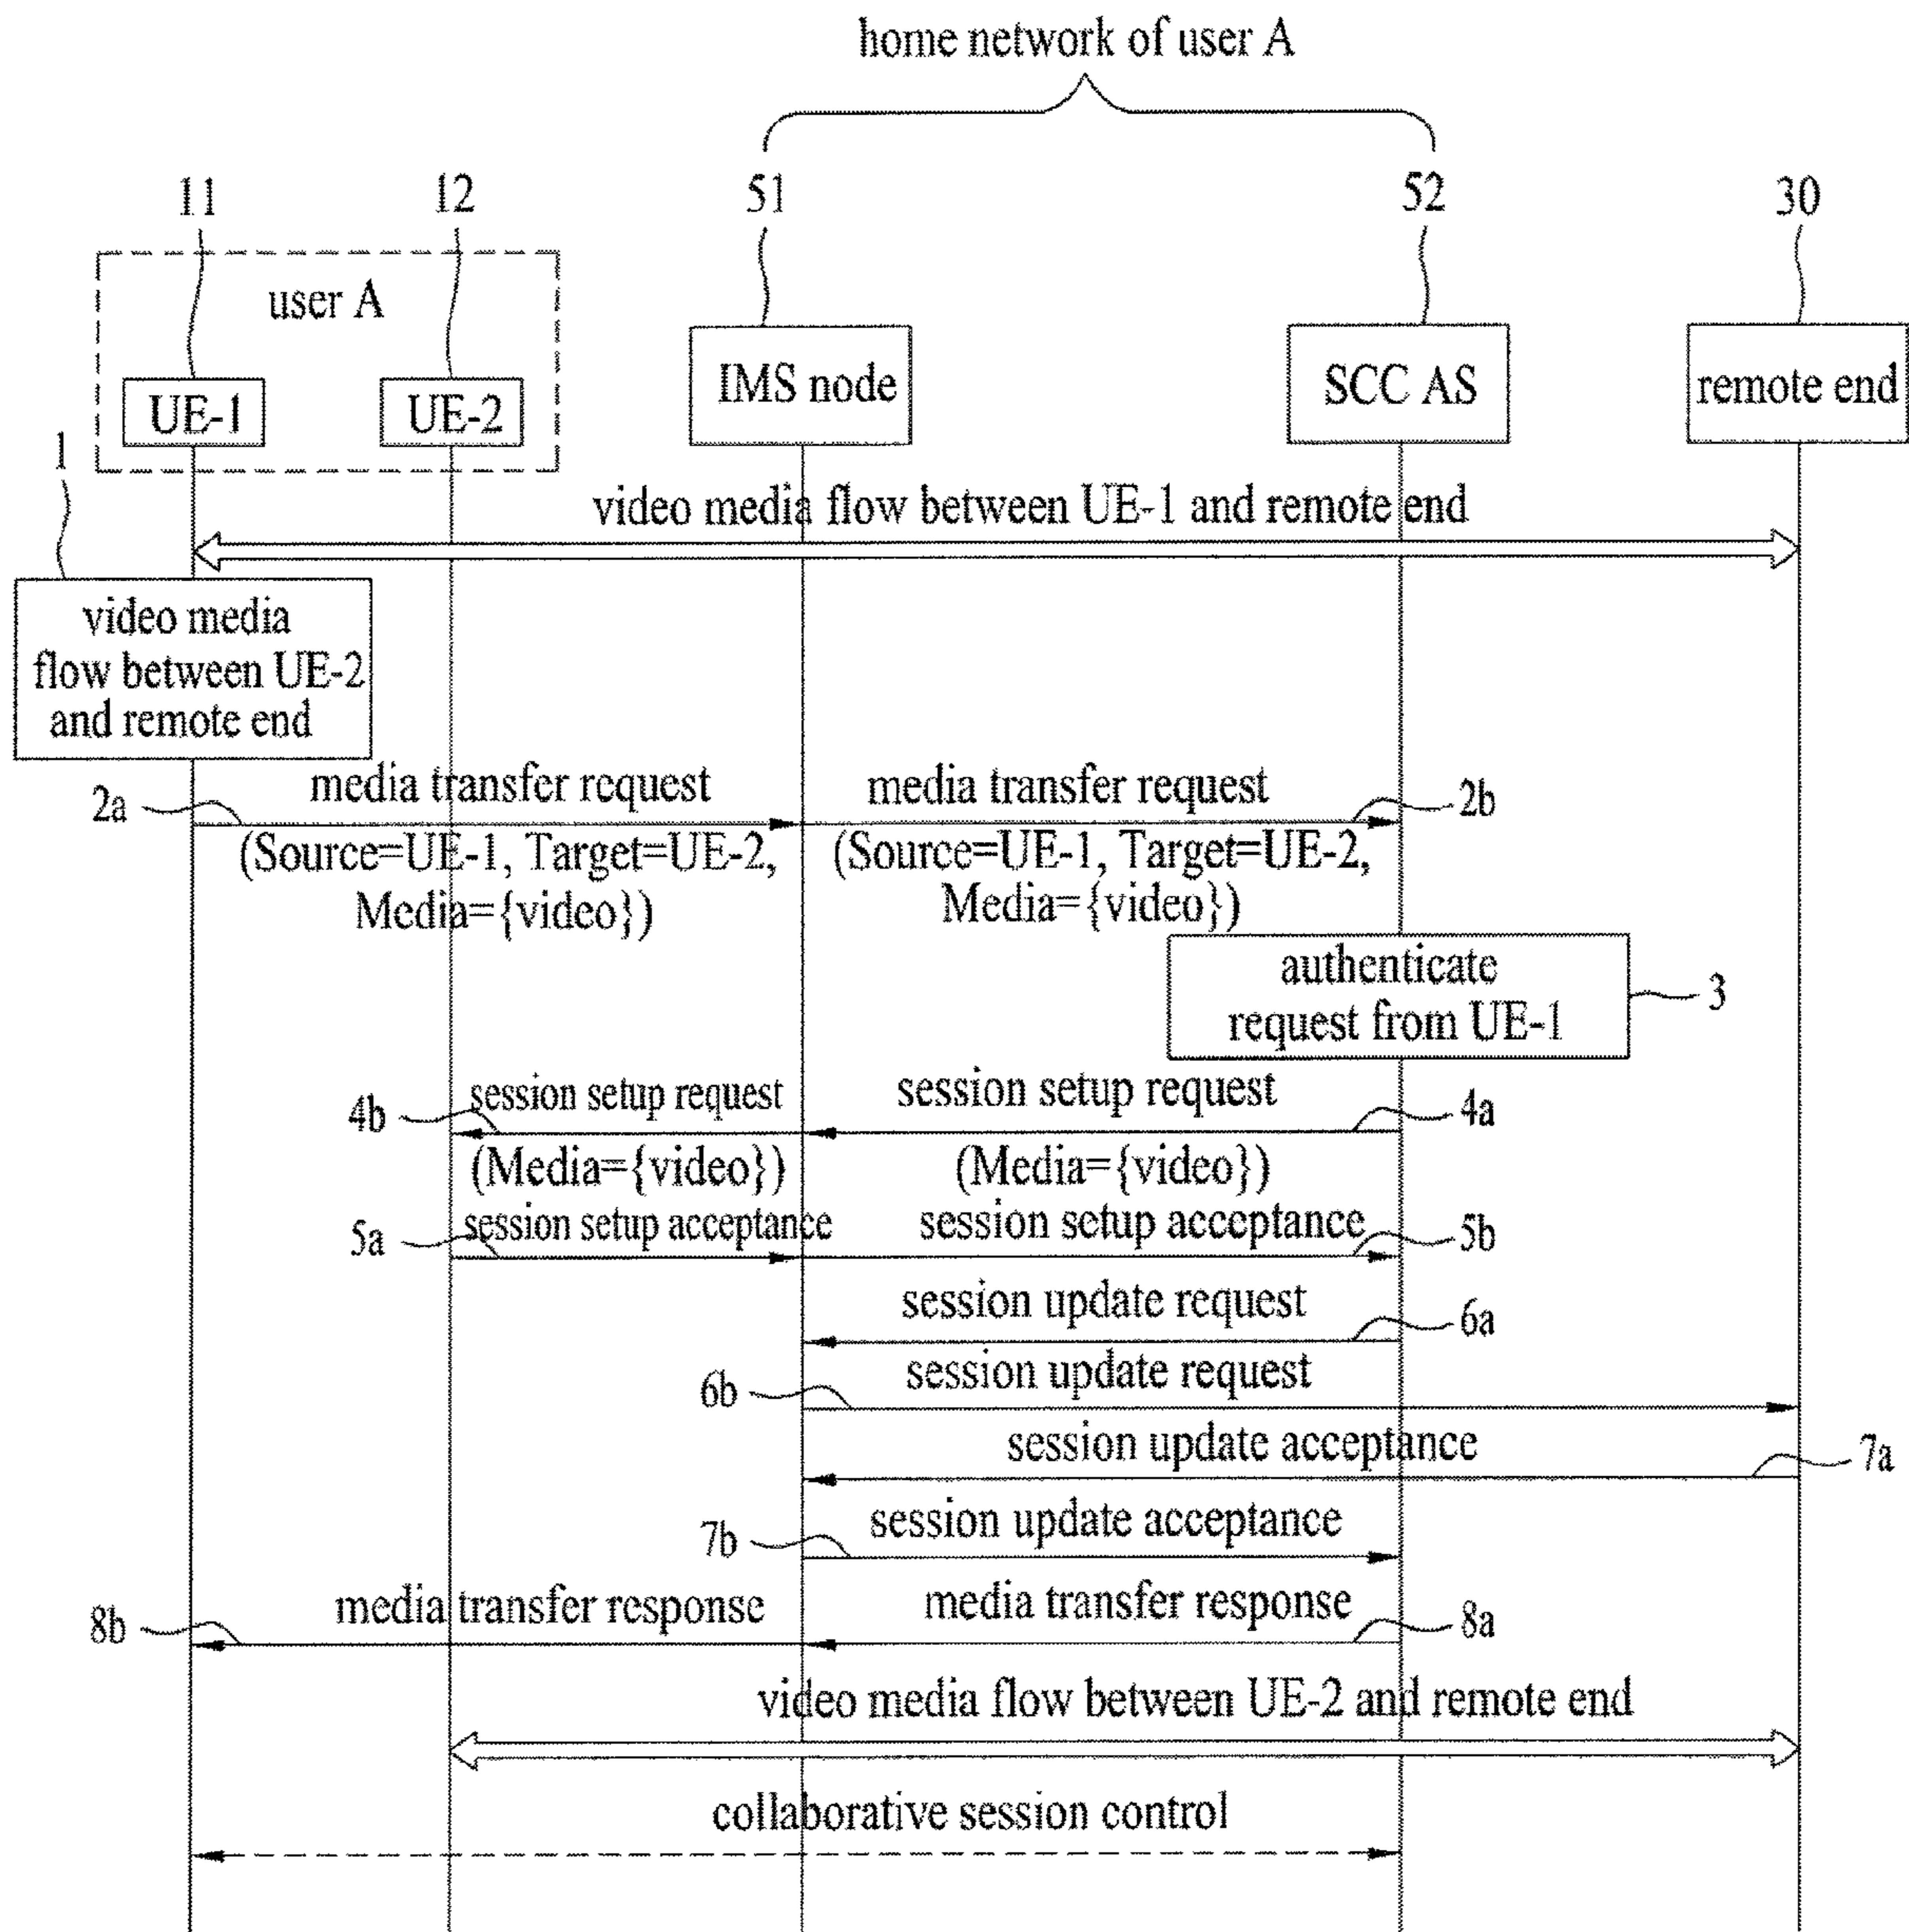 home network of user A
11
12
51
52
30
user A
UE-1
UE-2
IMS node
SCC AS
remote end
1
video media flow between UE-1 and remote end
video media
flow between UE-2
and remote end
2a
media transfer request
media transfer request
2b
(Source=UE-1, Target=UE-2,
Media={video})
(Source=UE-1, Target=UE-2,
Media={video})
authenticate
request from UE-1
3
4b
session setup request
session setup request
4a
(Media={video})
(Media={video})
5a
session setup acceptance
session setup acceptance
5b
session update request
6a
6b
session update request
session update acceptance
7a
7b
session update acceptance
8b
media transfer response
media transfer response
8a
video media flow between UE-2 and remote end
collaborative session control